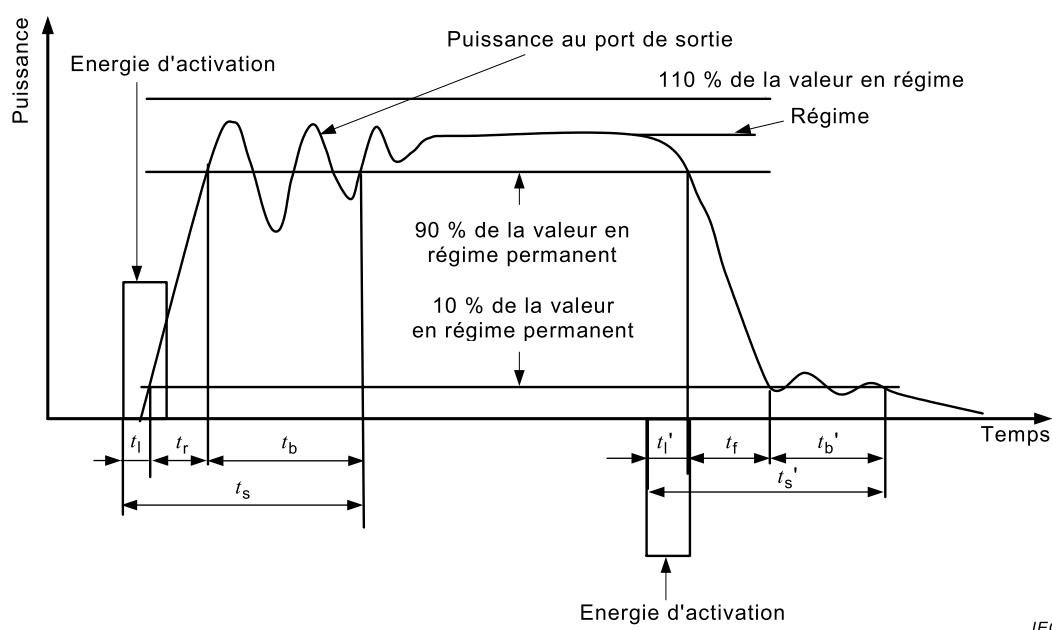 Puissance
Puissance au port de sortie
Energie d'activation
110 % de la valeur en régime
Régime
90 % de la valeur en
régime permanent
10 % de la valeur
en régime permanent
Temps
tl
tr
tb
tl'
tf
tb'
ts
ts'
Energie d'activation